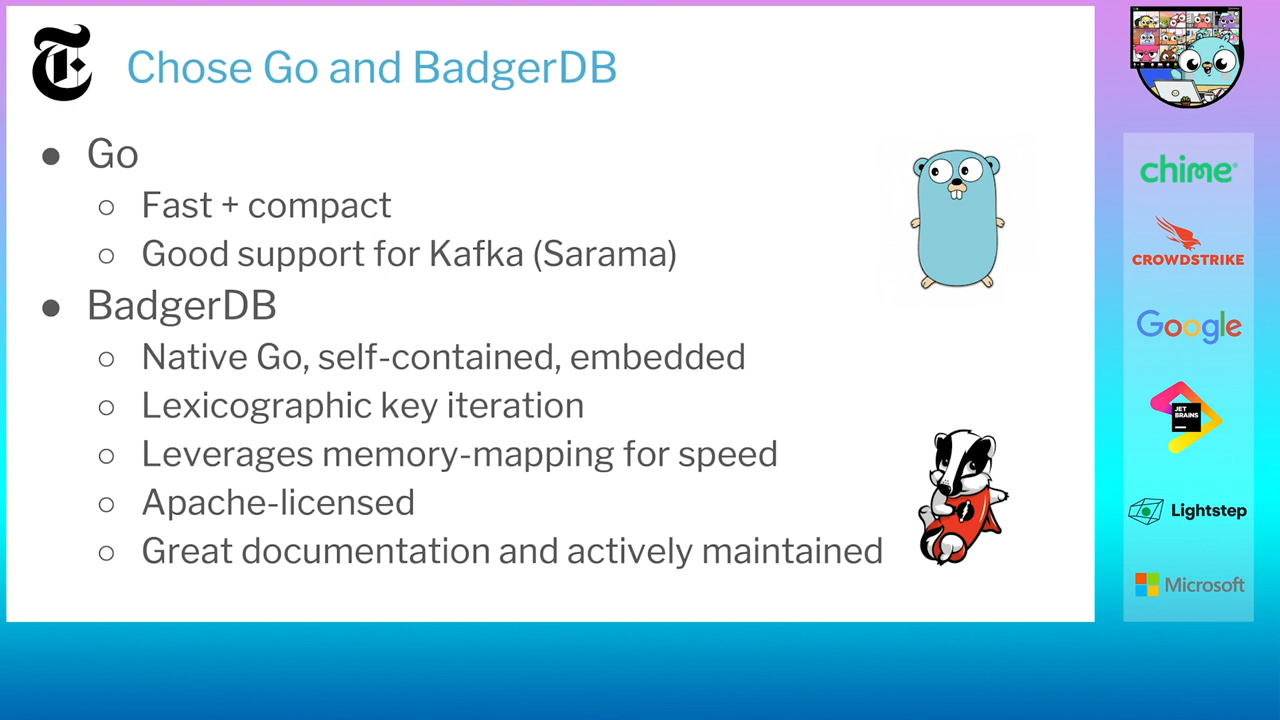 T
Chose Go and BadgerDB
● Go
○ Fast + compact
○ Good support for Kafka (Sarama)
● BadgerDB
○ Native Go, self-contained, embedded
○ Lexicographic key iteration
○ Leverages memory-mapping for speed
○ Apache-licensed
○ Great documentation and actively maintained
chime®
CROWDSTRIKE
Google
JET
BRAINS
Lightstep
Microsoft